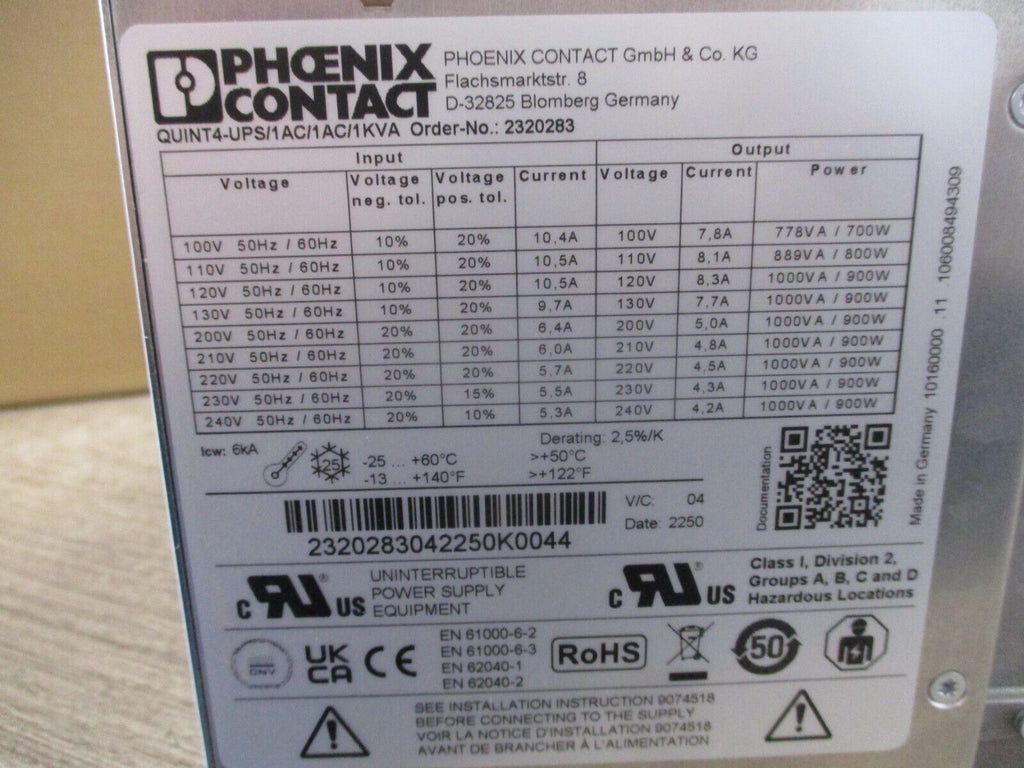 PHŒNIX
CONTACT
PHOENIX CONTACT GmbH & Co. KG
Flachsmarktstr. 8
D-32825 Blomberg Germany
QUINT4-UPS/1AC/1AC/1KVA Order-No.: 2320283
Input Output
Voltage Voltage neg. tol. Voltage pos. tol. Current Voltage Current Power
100V 50Hz / 60Hz 10% 20% 10,4A 100V 7,8A 778VA / 700W
110V 50Hz / 60Hz 10% 20% 10,5A 110V 8,1A 889VA / 800W
120V 50Hz / 60Hz 10% 20% 10,5A 120V 8,3A 1000VA / 900W
130V 50Hz / 60Hz 10% 20% 9,7A 130V 7,7A 1000VA / 900W
200V 50Hz / 60Hz 20% 20% 6,4A 200V 5,0A 1000VA / 900W
210V 50Hz / 60Hz 20% 20% 6,0A 210V 4,8A 1000VA / 900W
220V 50Hz / 60Hz 20% 20% 5,7A 220V 4,5A 1000VA / 900W
230V 50Hz / 60Hz 20% 15% 5,5A 230V 4,3A 1000VA / 900W
240V 50Hz / 60Hz 20% 10% 5,3A 240V 4,2A 1000VA / 900W
Icw: 6kA
25
-25 ... +60°C
-13 ... +140°F
Derating: 2,5%/K
>+50°C
>+122°F
Documentation
Made in Germany 10160000 .11 .106008494309
V/C: 04
Date: 2250
2320283042250K0044
c RU ® US
UNINTERRUPTIBLE
POWER SUPPLY
EQUIPMENT
c RU ® US
Class I, Division 2,
Groups A, B, C and D
Hazardous Locations
DNV
UK
CA
CE
EN 61000-6-2
EN 61000-6-3
EN 62040-1
EN 62040-2
RoHS
50
SEE INSTALLATION INSTRUCTION 9074518
BEFORE CONNECTING TO THE SUPPLY
VOIR LA NOTICE D'INSTALLATION 9074518
AVANT DE BRANCHER À L'ALIMENTATION